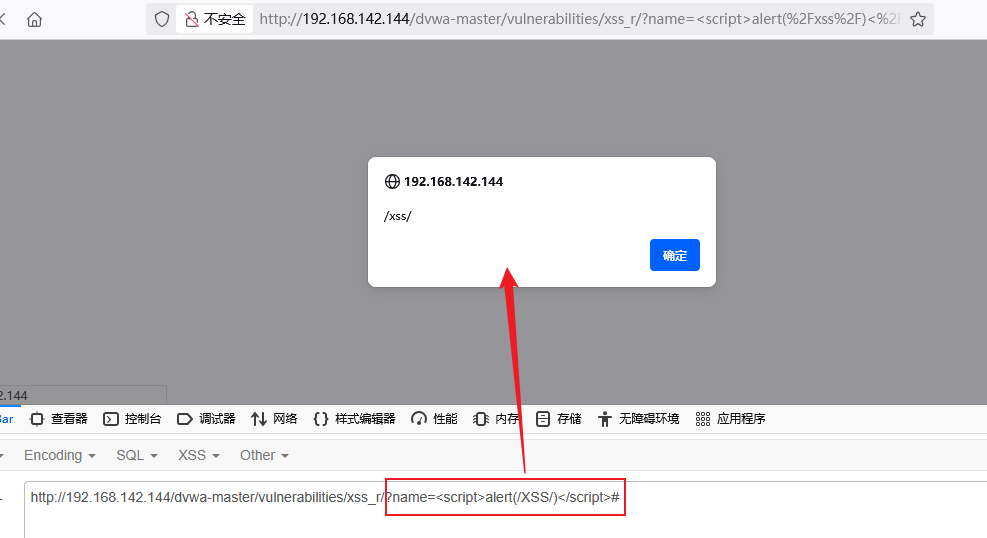 不安全 http://192.168.142.144/dvwa-master/vulnerabilities/xss_r/?name=<script>alert(%2Fxss%2F)<%2F
192.168.142.144
/xss/
确定
2.144
Bar 查看器 控制台 调试器 网络 样式编辑器 性能 内存 存储 无障碍环境 应用程序
Encoding SQL XSS Other
http://192.168.142.144/dvwa-master/vulnerabilities/xss_r/?name=<script>alert(/XSS/)</script>#